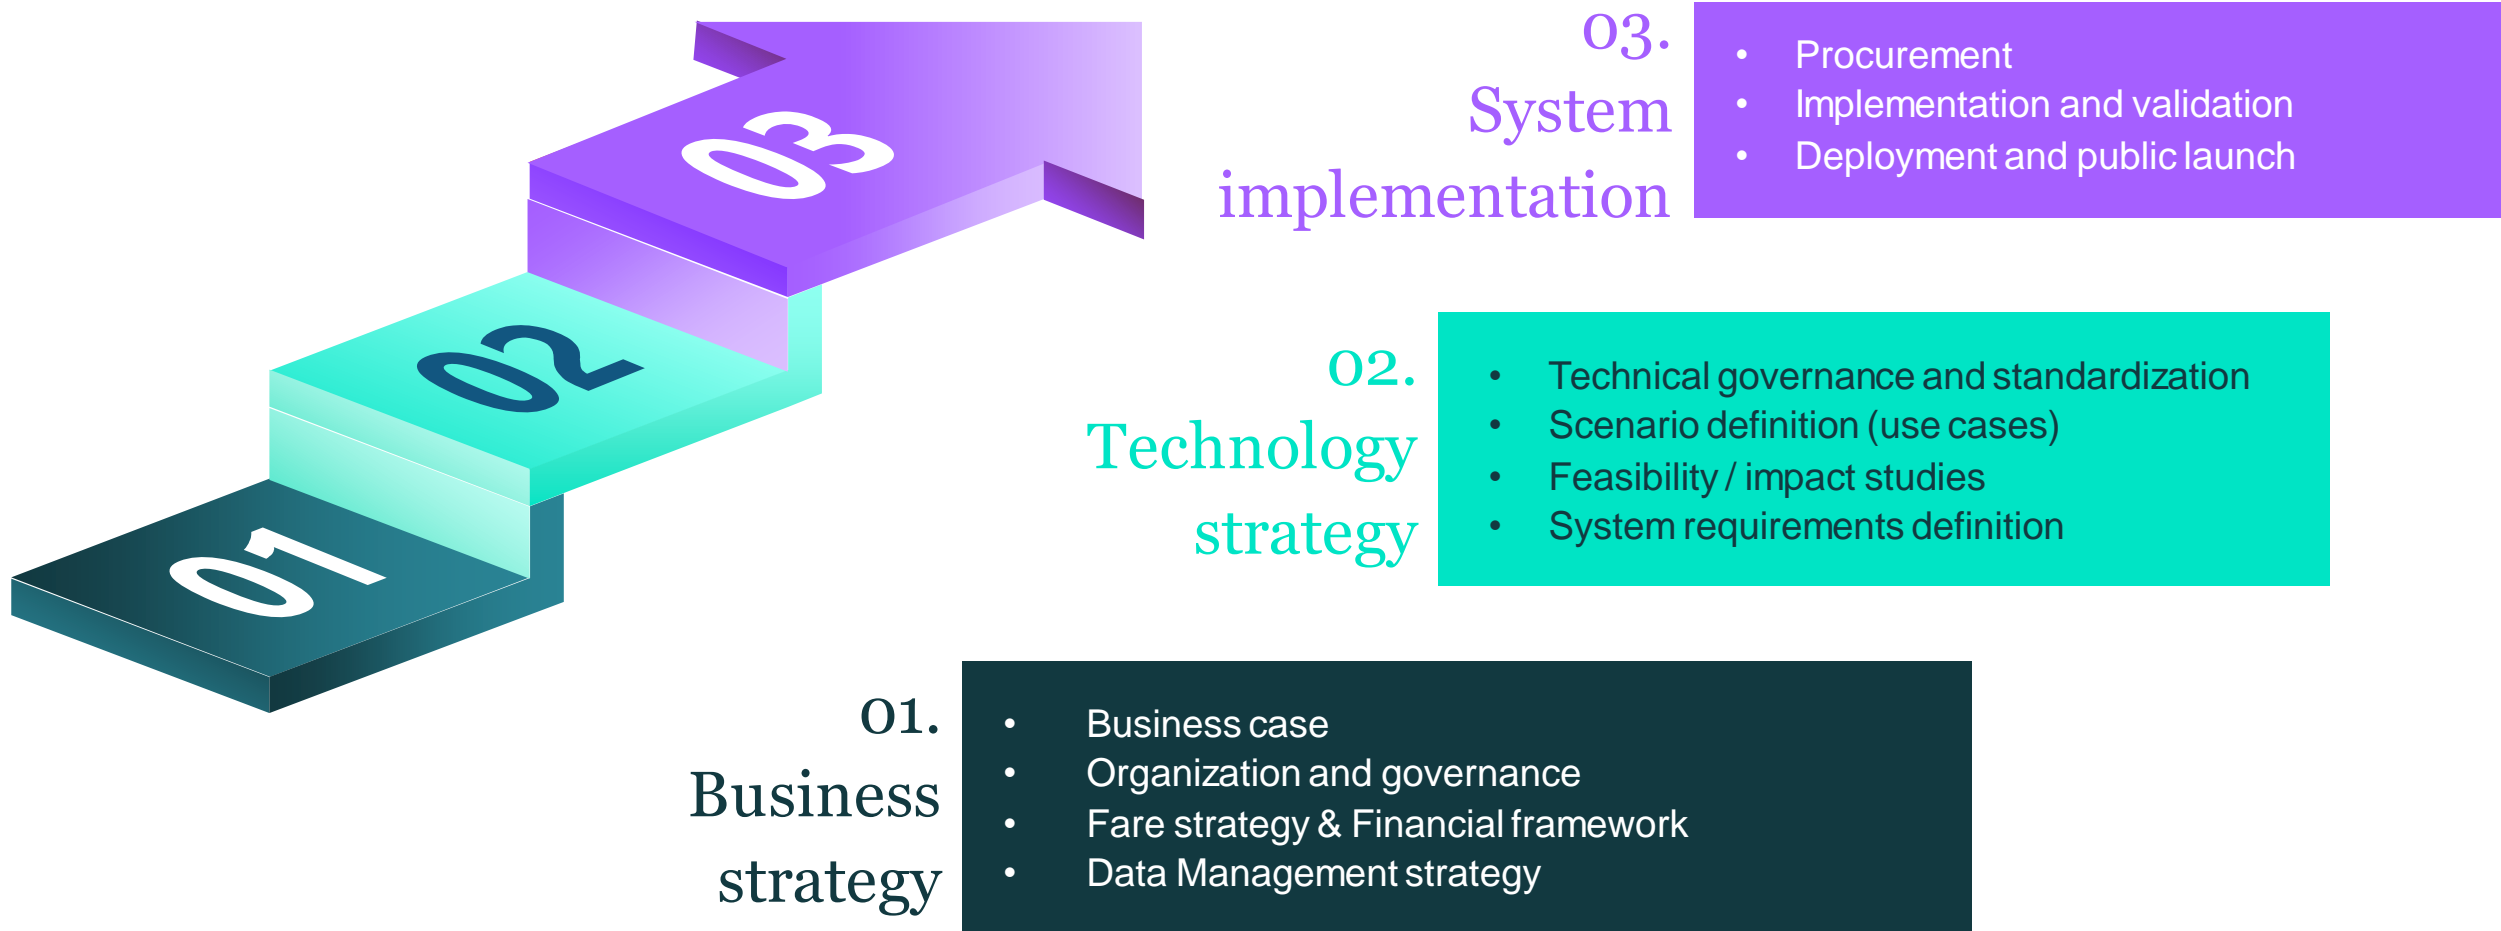 03
02
01
03.
System
implementation
• Procurement
• Implementation and validation
• Deployment and public launch
02.
Technology
strategy
• Technical governance and standardization
• Scenario definition (use cases)
• Feasibility / impact studies
• System requirements definition
01.
Business
strategy
• Business case
• Organization and governance
• Fare strategy & Financial framework
• Data Management strategy